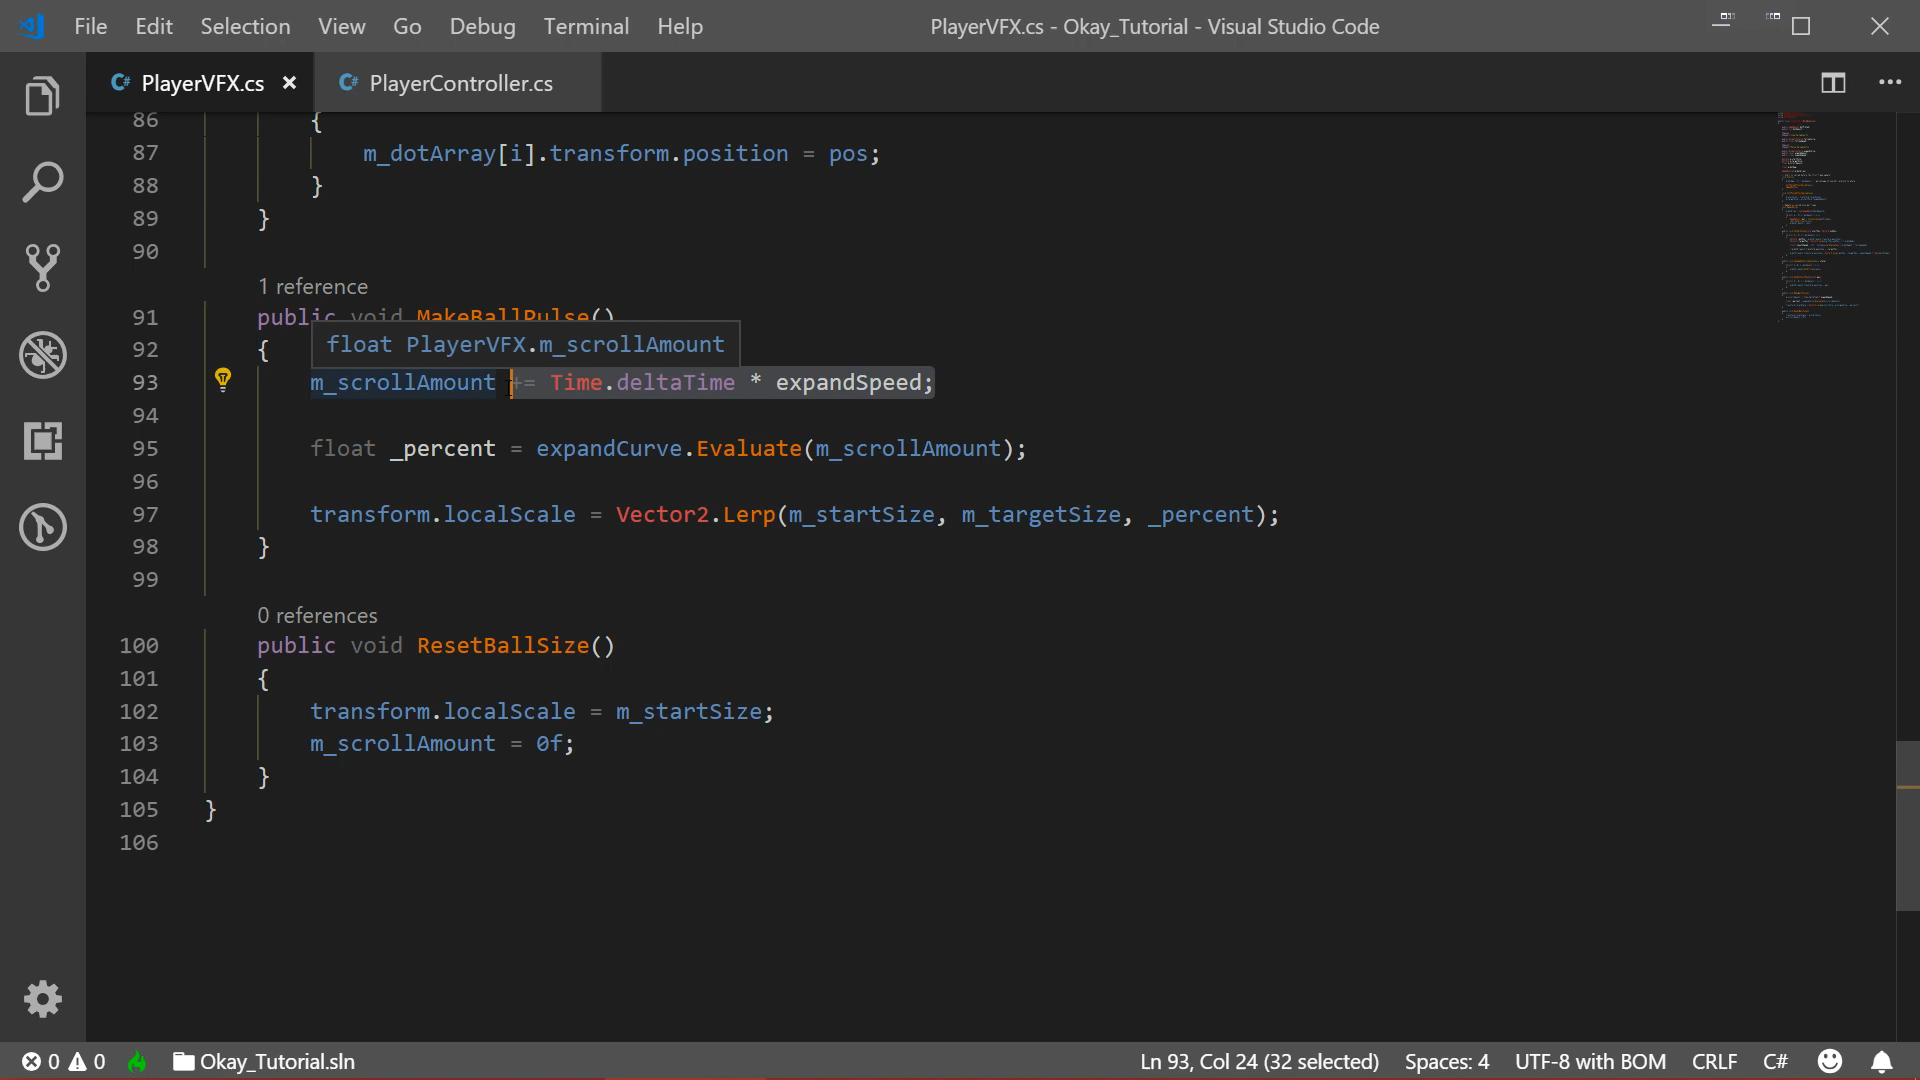 File Edit Selection View Go Debug Terminal Help PlayerVFX.cs - Okay_Tutorial - Visual Studio Code
C# PlayerVFX.cs × C# PlayerController.cs
86 {
87 m_dotArray[i].transform.position = pos;
88 }
89 }
90
1 reference
91 public void MakeBallPulse()
float PlayerVFX.m_scrollAmount
92 {
93 m_scrollAmount += Time.deltaTime * expandSpeed;
94
95 float _percent = expandCurve.Evaluate(m_scrollAmount);
96
97 transform.localScale = Vector2.Lerp(m_startSize, m_targetSize, _percent);
98 }
99
0 references
100 public void ResetBallSize()
101 {
102 transform.localScale = m_startSize;
103 m_scrollAmount = 0f;
104 }
105 }
106
0 0 Okay_Tutorial.sln Ln 93, Col 24 (32 selected) Spaces: 4 UTF-8 with BOM CRLF C#